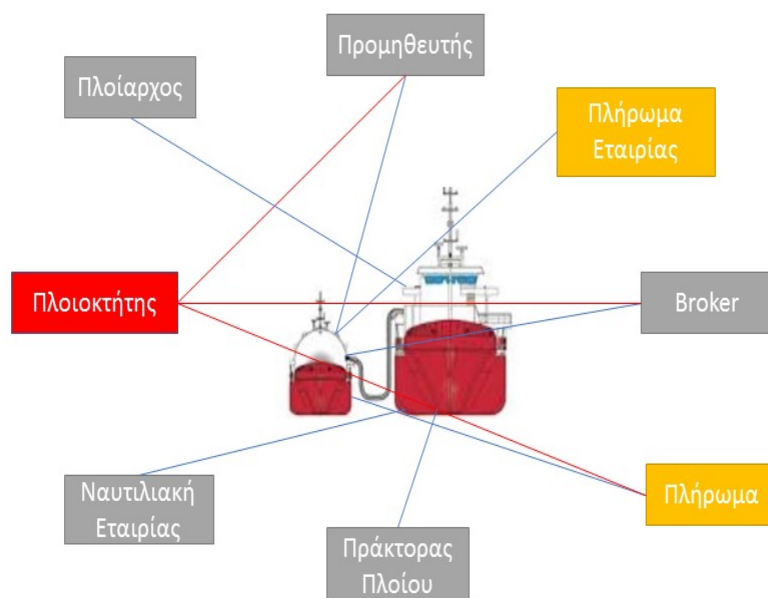 Προμηθευτής
Πλοίαρχος
Πλήρωμα
Εταιρίας
Πλοιοκτήτης
Broker
Ναυτιλιακή
Εταιρίας
Πλήρωμα
Πράκτορας
Πλοίου